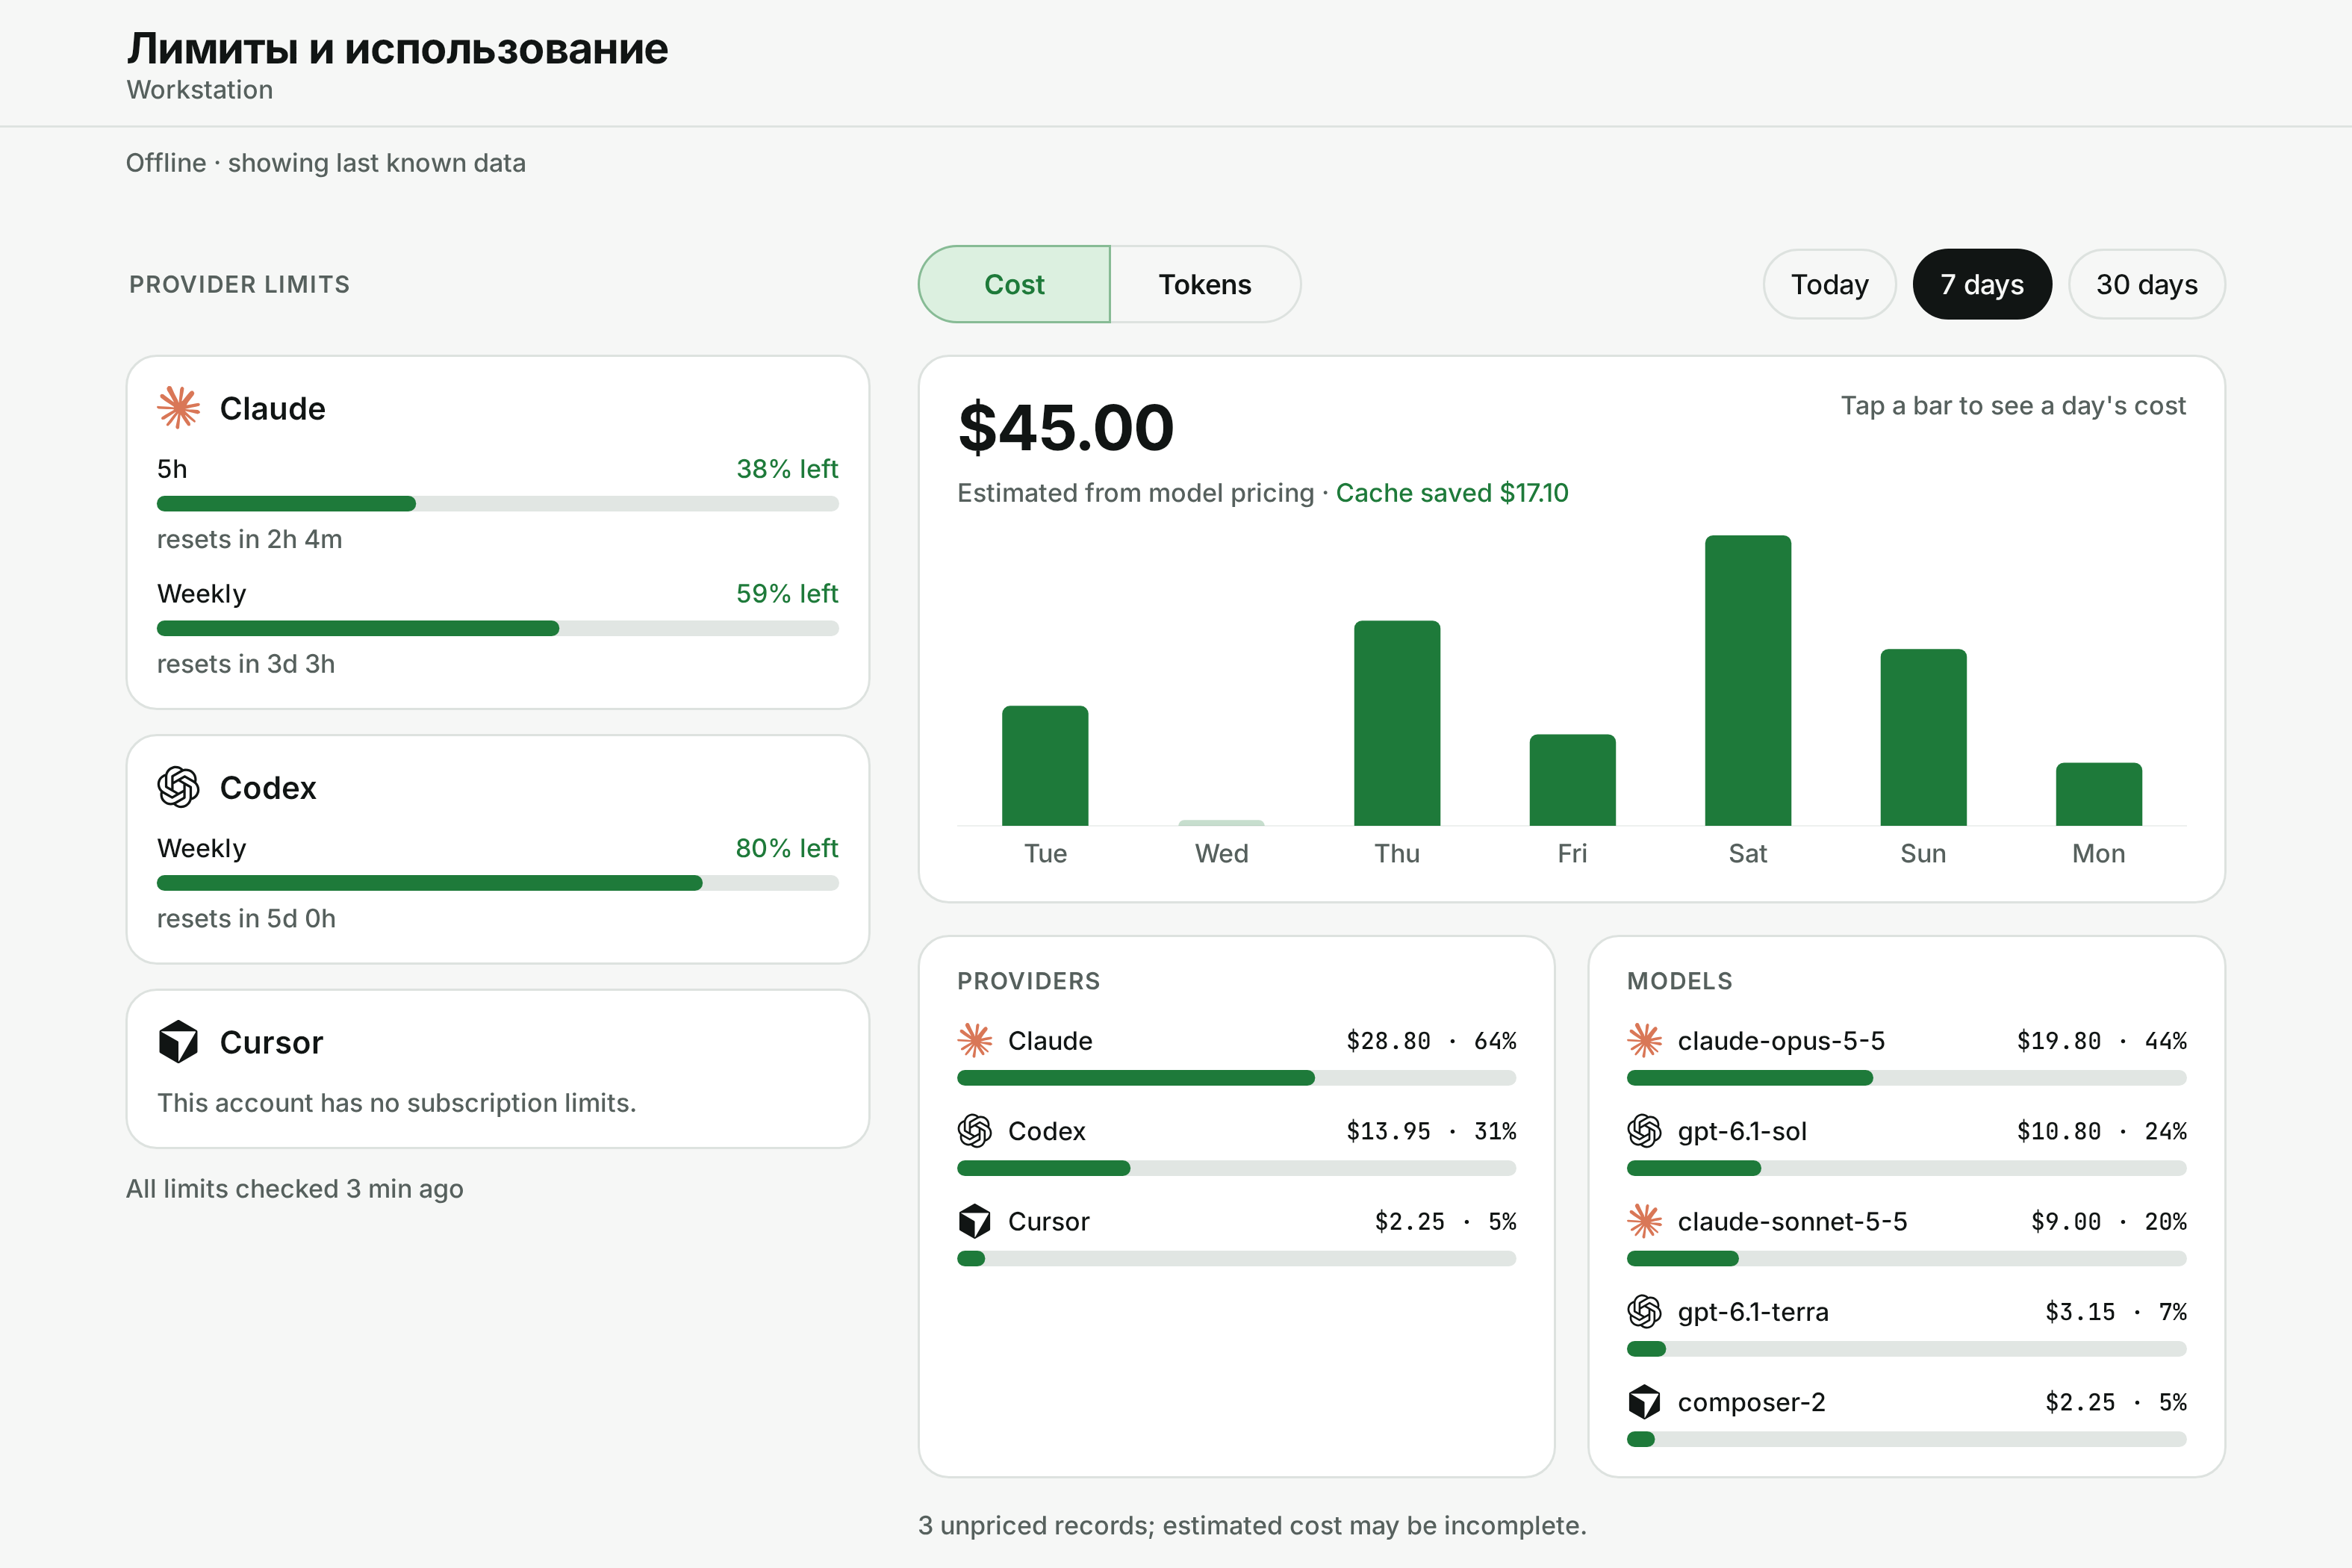 Лимиты и использование
Workstation
Offline · showing last known data
PROVIDER LIMITS
Claude
5h 38% left
resets in 2h 4m
Weekly 59% left
resets in 3d 3h
Codex
Weekly 80% left
resets in 5d 0h
Cursor
This account has no subscription limits.
All limits checked 3 min ago
Cost Tokens
Today 7 days 30 days
$45.00
Tap a bar to see a day's cost
Estimated from model pricing · Cache saved $17.10
Tue Wed Thu Fri Sat Sun Mon
PROVIDERS
Claude $28.80 · 64%
Codex $13.95 · 31%
Cursor $2.25 · 5%
MODELS
claude-opus-5-5 $19.80 · 44%
gpt-6.1-sol $10.80 · 24%
claude-sonnet-5-5 $9.00 · 20%
gpt-6.1-terra $3.15 · 7%
composer-2 $2.25 · 5%
3 unpriced records; estimated cost may be incomplete.